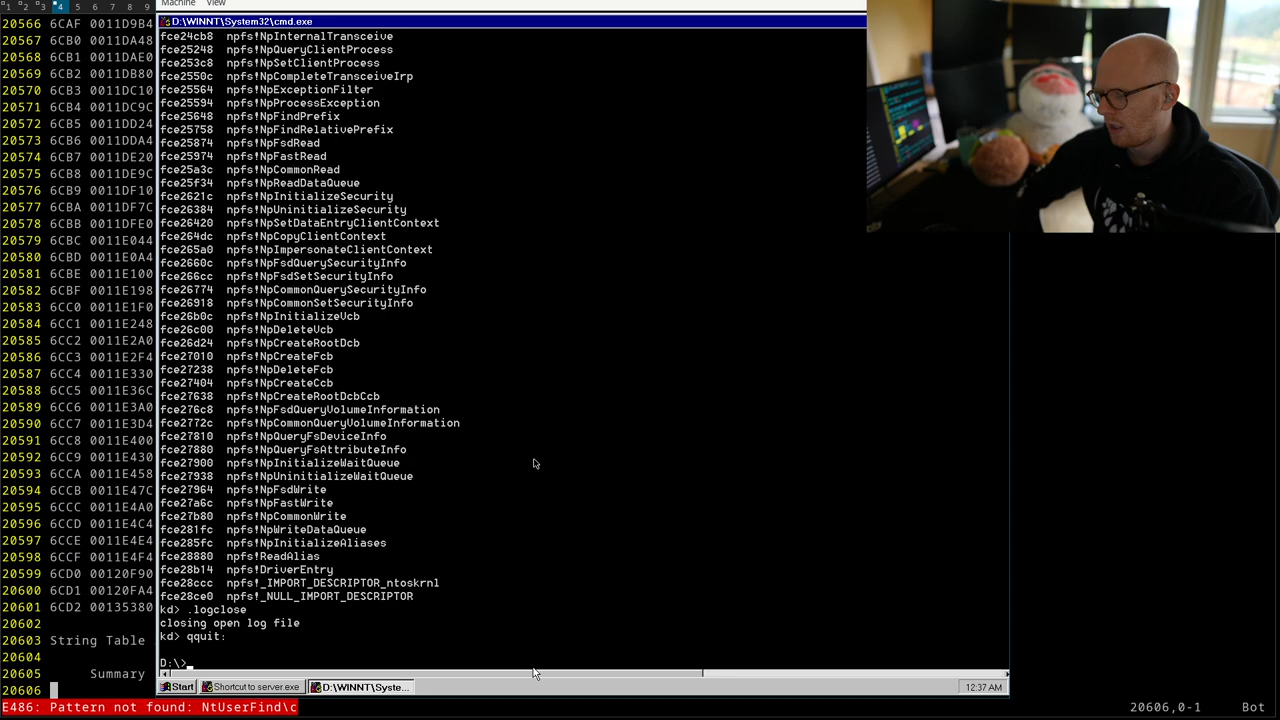 1 2 3 4 5 6 7 8 9
Machine View
D:\WINNT\System32\cmd.exe
20566 6CAF 0011D9B4
20567 6CB0 0011DA48
20568 6CB1 0011DAE0
20569 6CB2 0011DB80
20570 6CB3 0011DC10
20571 6CB4 0011DC9C
20572 6CB5 0011DD24
20573 6CB6 0011DDA4
20574 6CB7 0011DE20
20575 6CB8 0011DE9C
20576 6CB9 0011DF10
20577 6CBA 0011DF7C
20578 6CBB 0011DFE0
20579 6CBC 0011E044
20580 6CBD 0011E0A4
20581 6CBE 0011E100
20582 6CBF 0011E198
20583 6CC0 0011E1F0
20584 6CC1 0011E248
20585 6CC2 0011E2A0
20586 6CC3 0011E2F4
20587 6CC4 0011E330
20588 6CC5 0011E36C
20589 6CC6 0011E3A0
20590 6CC7 0011E3D4
20591 6CC8 0011E400
20592 6CC9 0011E430
20593 6CCA 0011E458
20594 6CCB 0011E47C
20595 6CCC 0011E4A0
20596 6CCD 0011E4C4
20597 6CCE 0011E4E4
20598 6CCF 0011E4F4
20599 6CD0 00120F90
20600 6CD1 00120FA4
20601 6CD2 00135380
20602
20603 String Table
20604
20605 Summary
20606
fce24cb8 npfs!NpInternalTransceive
fce25248 npfs!NpQueryClientProcess
fce253c8 npfs!NpSetClientProcess
fce2550c npfs!NpCompleteTransceiveIrp
fce25564 npfs!NpExceptionFilter
fce25594 npfs!NpProcessException
fce25648 npfs!NpFindPrefix
fce25758 npfs!NpFindRelativePrefix
fce25874 npfs!NpFsdRead
fce25974 npfs!NpFastRead
fce25a3c npfs!NpCommonRead
fce25f34 npfs!NpReadDataQueue
fce2621c npfs!NpInitializeSecurity
fce26384 npfs!NpUninitializeSecurity
fce26420 npfs!NpSetDataEntryClientContext
fce264dc npfs!NpCopyClientContext
fce265a0 npfs!NpImpersonateClientContext
fce2660c npfs!NpFsdQuerySecurityInfo
fce266cc npfs!NpFsdSetSecurityInfo
fce26774 npfs!NpCommonQuerySecurityInfo
fce26918 npfs!NpCommonSetSecurityInfo
fce26b0c npfs!NpInitializeVcb
fce26c00 npfs!NpDeleteVcb
fce26d24 npfs!NpCreateRootDcb
fce27010 npfs!NpCreateFcb
fce27238 npfs!NpDeleteFcb
fce27404 npfs!NpCreateCcb
fce27638 npfs!NpCreateRootDcbCcb
fce276c8 npfs!NpFsdQueryVolumeInformation
fce2772c npfs!NpCommonQueryVolumeInformation
fce27810 npfs!NpQueryFsDeviceInfo
fce27880 npfs!NpQueryFsAttributeInfo
fce27900 npfs!NpInitializeWaitQueue
fce27938 npfs!NpUninitializeWaitQueue
fce27964 npfs!NpFsdWrite
fce27a6c npfs!NpFastWrite
fce27b80 npfs!NpCommonWrite
fce281fc npfs!NpWriteDataQueue
fce285fc npfs!NpInitializeAliases
fce28880 npfs!ReadAlias
fce28b14 npfs!DriverEntry
fce28ccc npfs!_IMPORT_DESCRIPTOR_ntoskrnl
fce28ce0 npfs!_NULL_IMPORT_DESCRIPTOR
kd> .logclose
closing open log file
kd> qquit:
D:\>
Start Shortcut to server.exe D:\WINNT\Syste... 12:37 AM
E486: Pattern not found: NtUserFind\c 20606,0-1 Bot